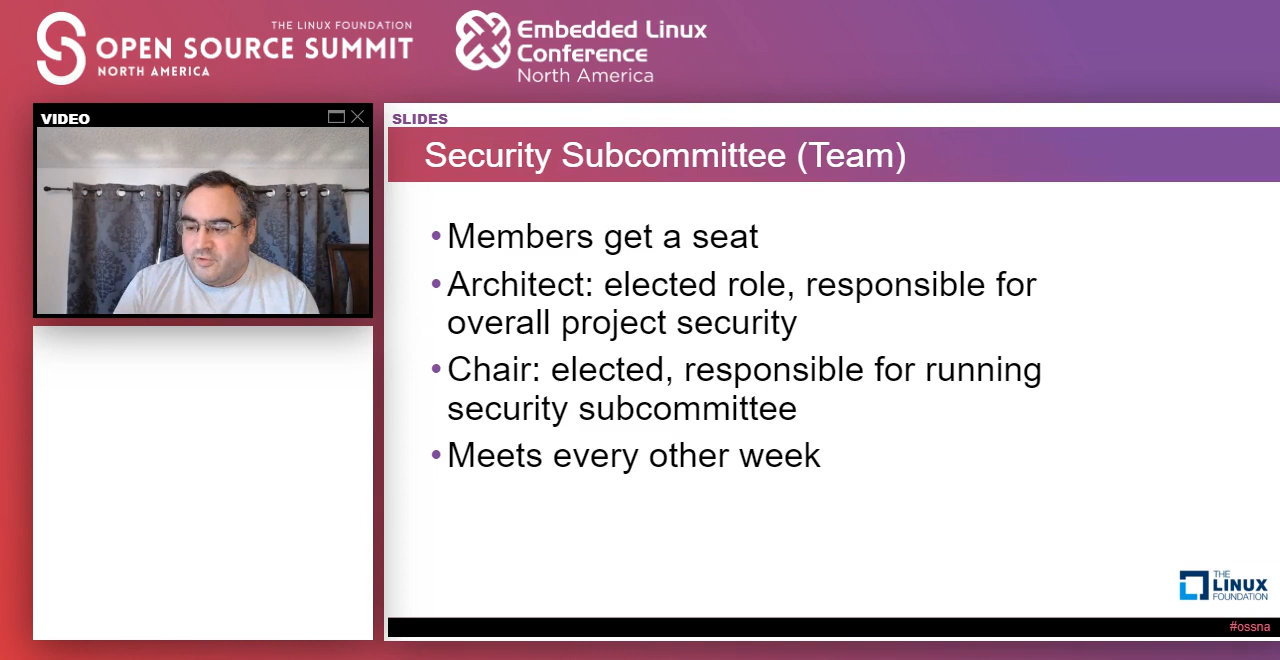 THE LINUX FOUNDATION
OPEN SOURCE SUMMIT
NORTH AMERICA
Embedded Linux
Conference
North America
VIDEO
SLIDES
Security Subcommittee (Team)
•Members get a seat
•Architect: elected role, responsible for
overall project security
•Chair: elected, responsible for running
security subcommittee
•Meets every other week
THE
LINUX
FOUNDATION
#ossna